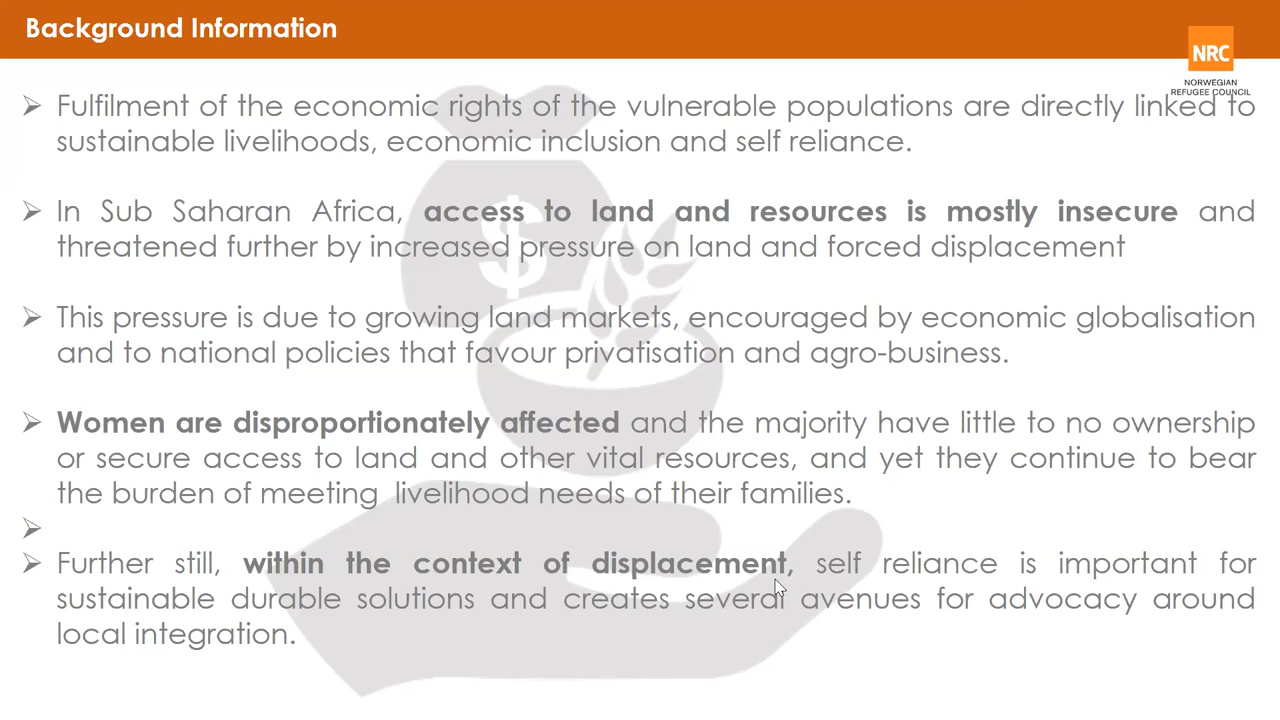 Background Information
NRC
NORWEGIAN
REFUGEE COUNCIL
➢ Fulfilment of the economic rights of the vulnerable populations are directly linked to
sustainable livelihoods, economic inclusion and self reliance.
➢ In Sub Saharan Africa, access to land and resources is mostly insecure and
threatened further by increased pressure on land and forced displacement
➢ This pressure is due to growing land markets, encouraged by economic globalisation
and to national policies that favour privatisation and agro-business.
➢ Women are disproportionately affected and the majority have little to no ownership
or secure access to land and other vital resources, and yet they continue to bear
the burden of meeting livelihood needs of their families.
➢
➢ Further still, within the context of displacement, self reliance is important for
sustainable durable solutions and creates several avenues for advocacy around
local integration.
$